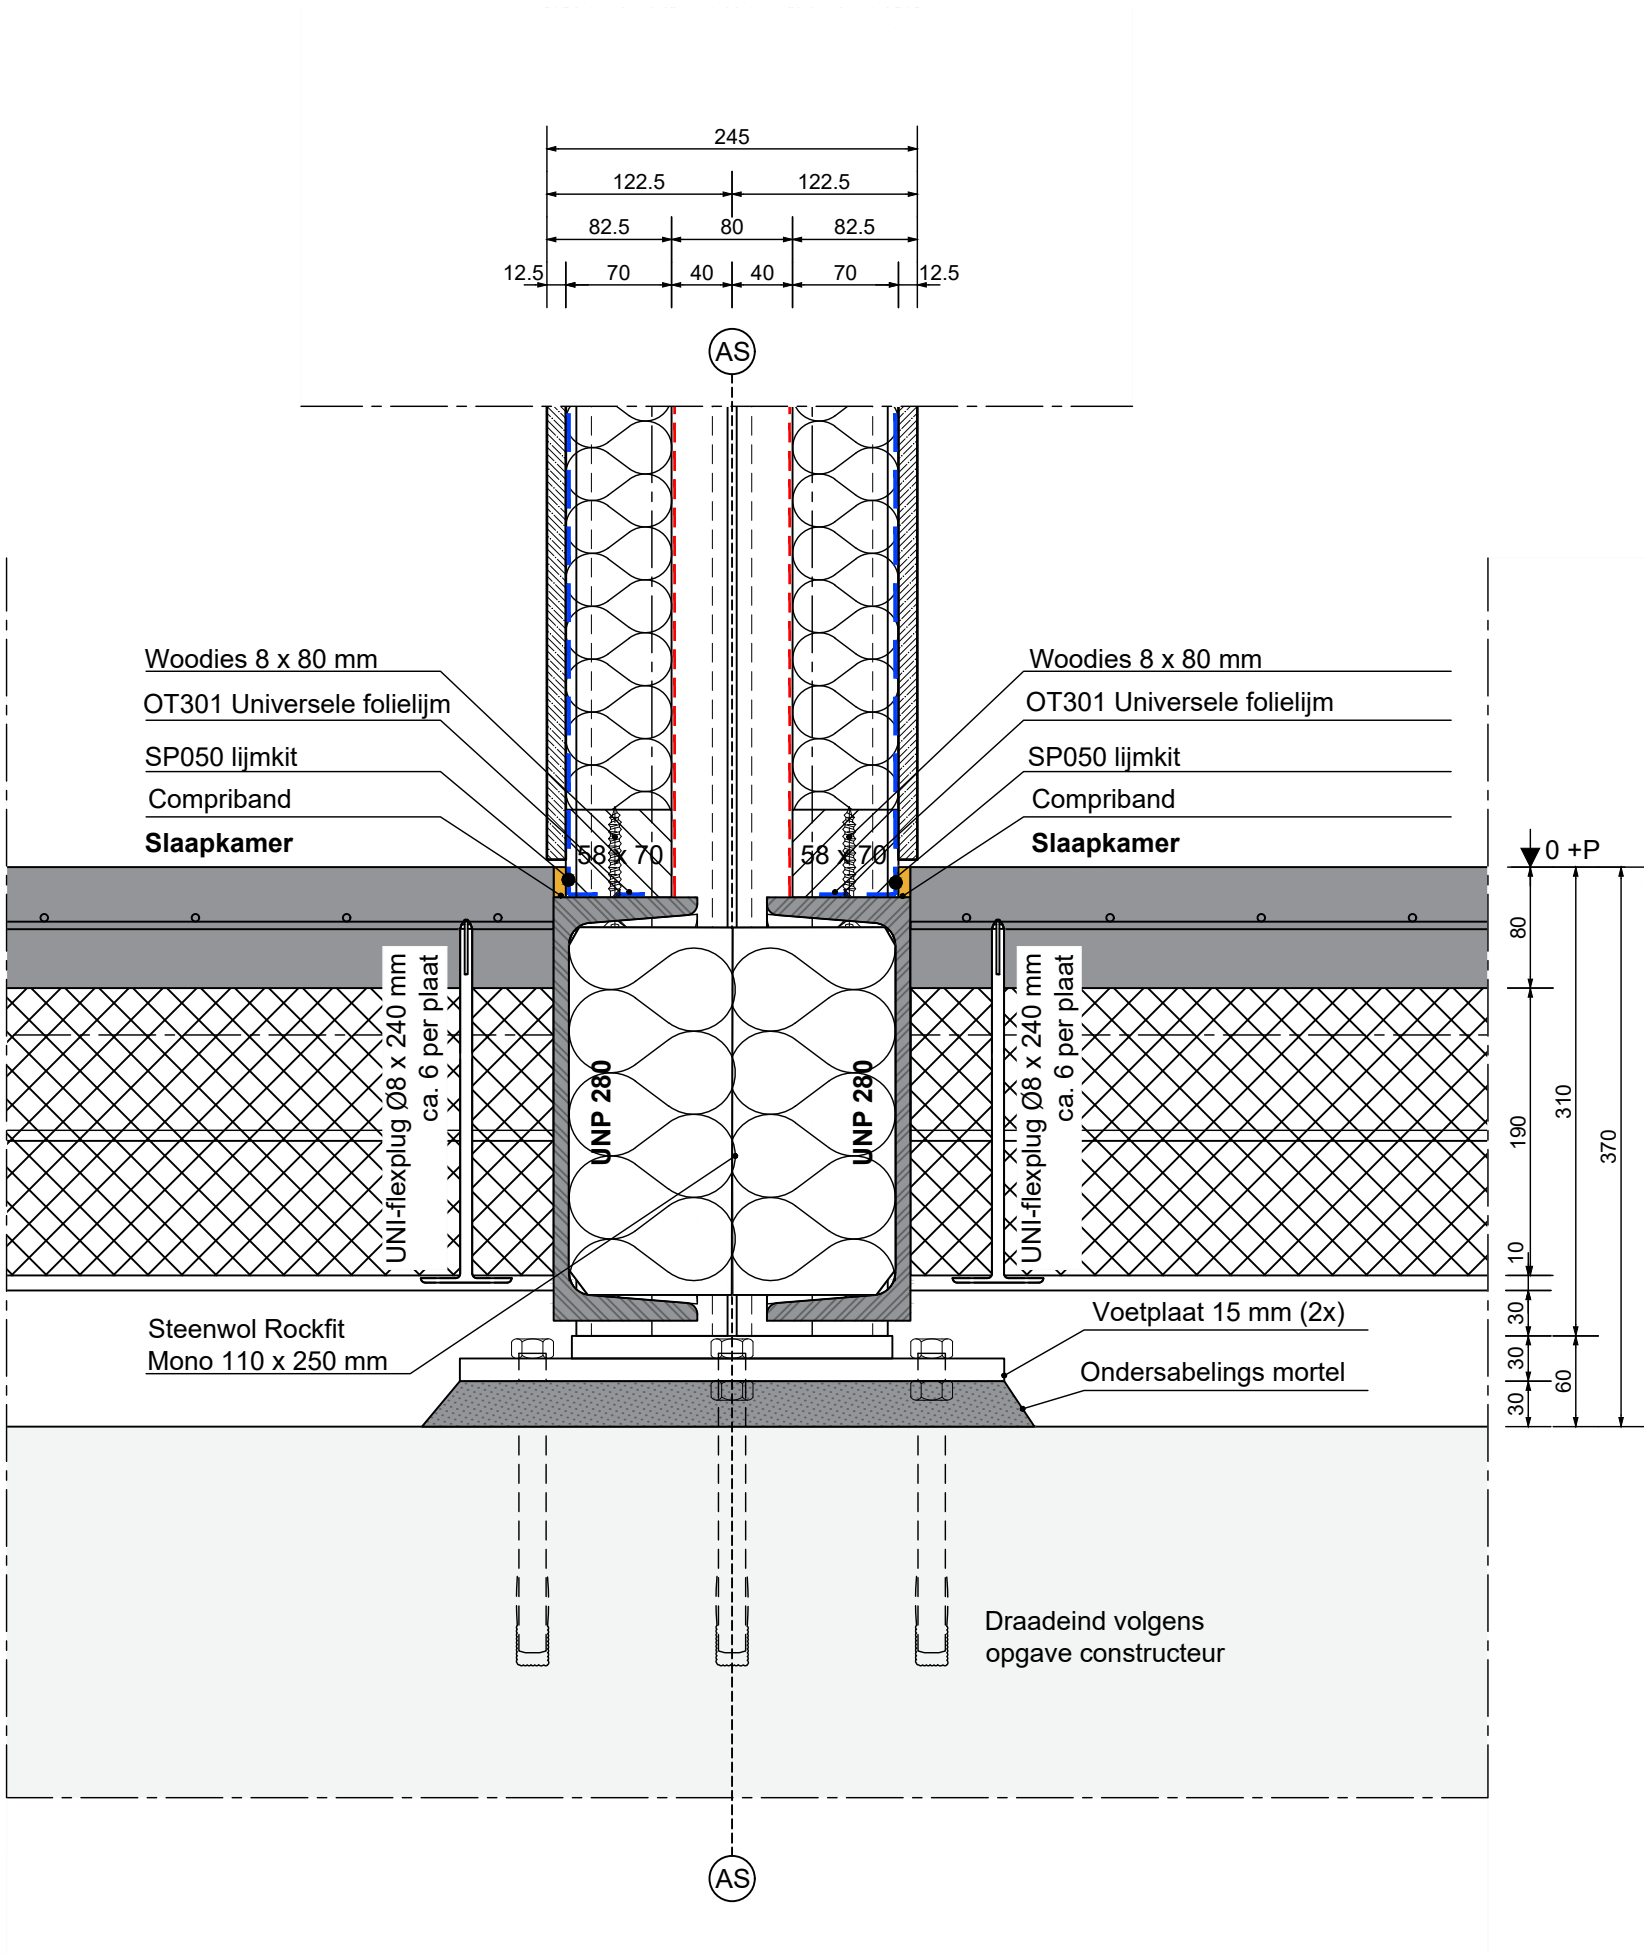 245
122.5 122.5
82.5 80 82.5
12.5 70 40 40 70 12.5
AS
Woodies 8 x 80 mm
OT301 Universele folielijm
SP050 lijmkit
Compriband
Slaapkamer
Woodies 8 x 80 mm
OT301 Universele folielijm
SP050 lijmkit
Compriband
Slaapkamer
58 x 70
58 x 70
0 +P
UNI-flexplug Ø8 x 240 mm
ca. 6 per plaat
UNP 280
UNP 280
UNI-flexplug Ø8 x 240 mm
ca. 6 per plaat
80
190
10
30
30
30
310
60
370
Steenwol Rockfit
Mono 110 x 250 mm
Voetplaat 15 mm (2x)
Ondersabelings mortel
Draadeind volgens
opgave constructeur
AS